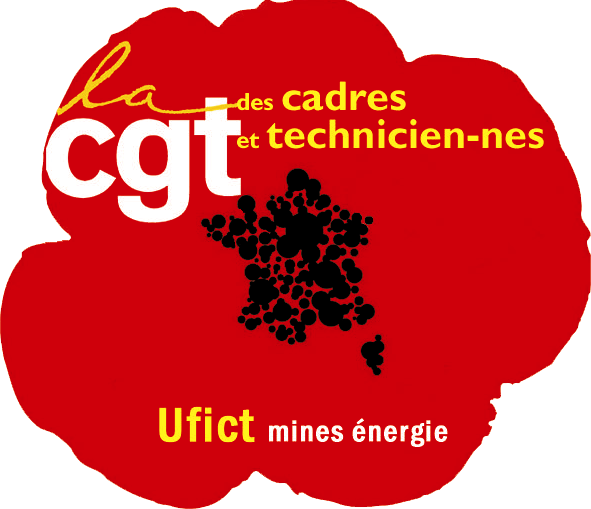 la
cgt
des cadres
et technicien-nes
Ufict mines énergie